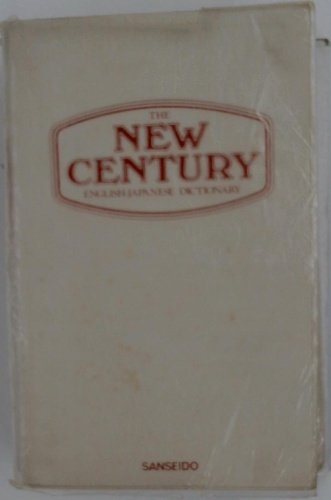 THE
NEW
CENTURY
ENGLISH-JAPANESE DICTIONARY
SANSEIDO